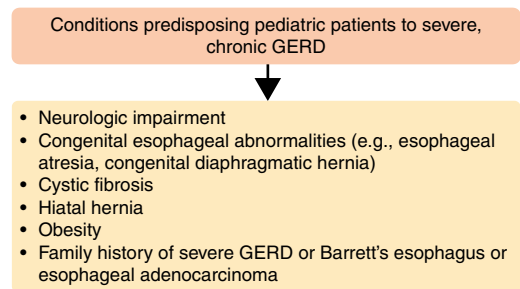 Conditions predisposing pediatric patients to severe,
chronic GERD
• Neurologic impairment
• Congenital esophageal abnormalities (e.g., esophageal
atresia, congenital diaphragmatic hernia)
• Cystic fibrosis
• Hiatal hernia
• Obesity
• Family history of severe GERD or Barrett’s esophagus or
esophageal adenocarcinoma